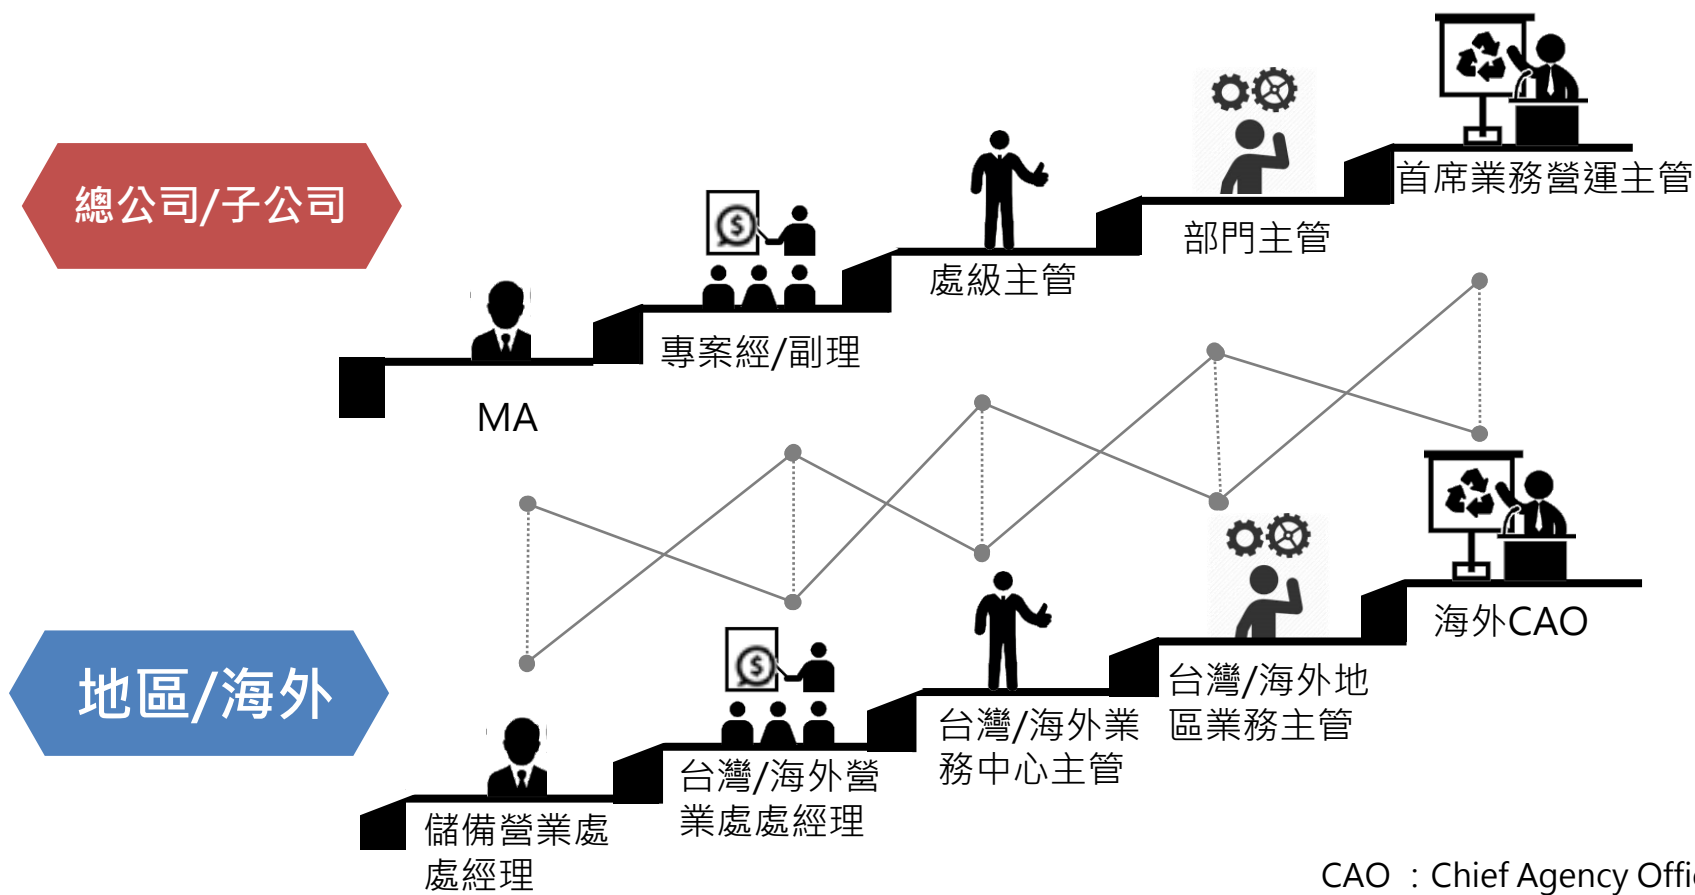 總公司/子公司
MA
專案經/副理
處級主管
部門主管
首席業務營運主管
地區/海外
儲備營業處
處經理
台灣/海外營
業處處經理
台灣/海外業
務中心主管
台灣/海外地
區業務主管
海外CAO
CAO ：Chief Agency Offi